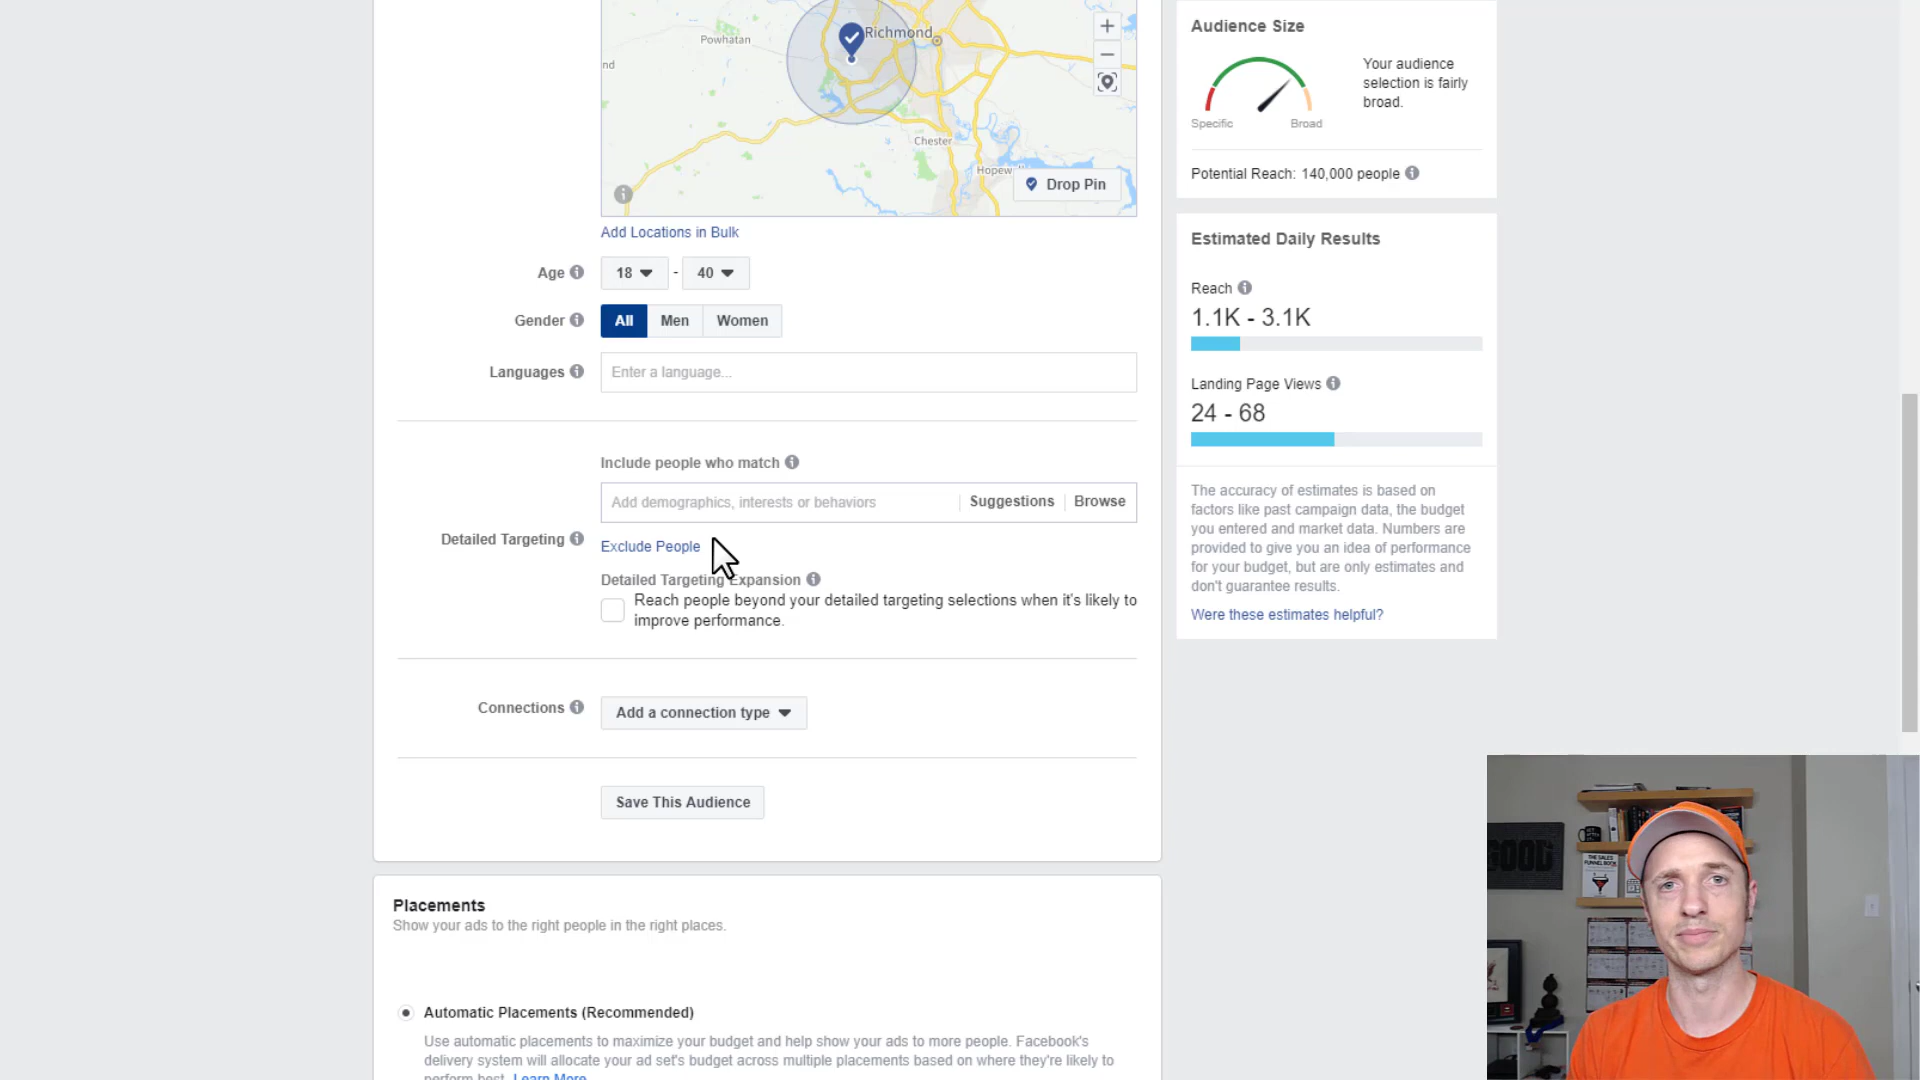 Powhatan
Richmond
nd
Chester
Drop Pin
Add Locations in Bulk
Age
18 - 40
Gender
All Men Women
Languages
Enter a language...
Include people who match
Add demographics, interests or behaviors Suggestions Browse
Detailed Targeting
Exclude People
Detailed Targeting Expansion
Reach people beyond your detailed targeting selections when it's likely to
improve performance.
Connections
Add a connection type
Save This Audience
Placements
Show your ads to the right people in the right places.
Automatic Placements (Recommended)
Use automatic placements to maximize your budget and help show your ads to more people. Facebook's
delivery system will allocate your ad set's budget across multiple placements based on where they're likely to
perform best. Learn More
Audience Size
Your audience
selection is fairly
broad.
Specific Broad
Potential Reach: 140,000 people
Estimated Daily Results
Reach
1.1K - 3.1K
Landing Page Views
24 - 68
The accuracy of estimates is based on
factors like past campaign data, the budget
you entered and market data. Numbers are
provided to give you an idea of performance
for your budget, but are only estimates and
don't guarantee results.
Were these estimates helpful?
THE SALES
FUNNEL BOOK